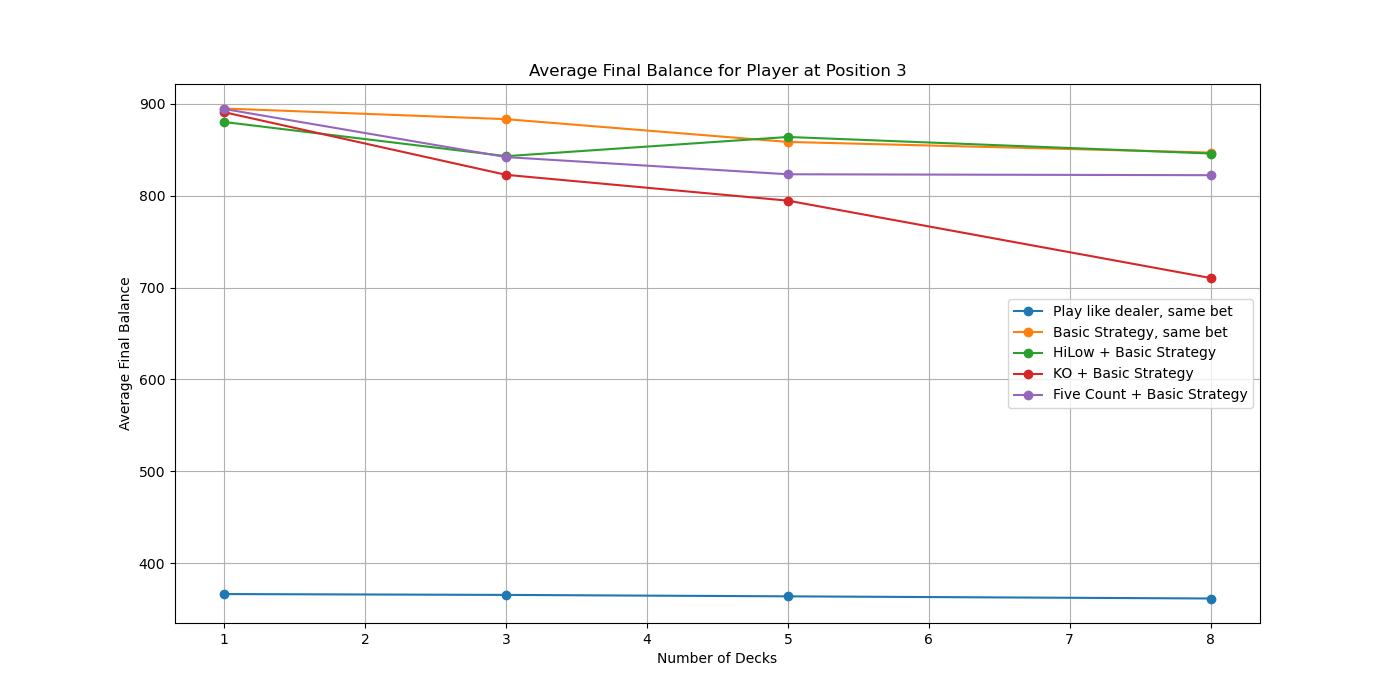 Average Final Balance for Player at Position 3
900
800
700
600
500
400
Average Final Balance
Play like dealer, same bet
Basic Strategy, same bet
HiLow + Basic Strategy
KO + Basic Strategy
Five Count + Basic Strategy
1 2 3 4 5 6 7 8
Number of Decks